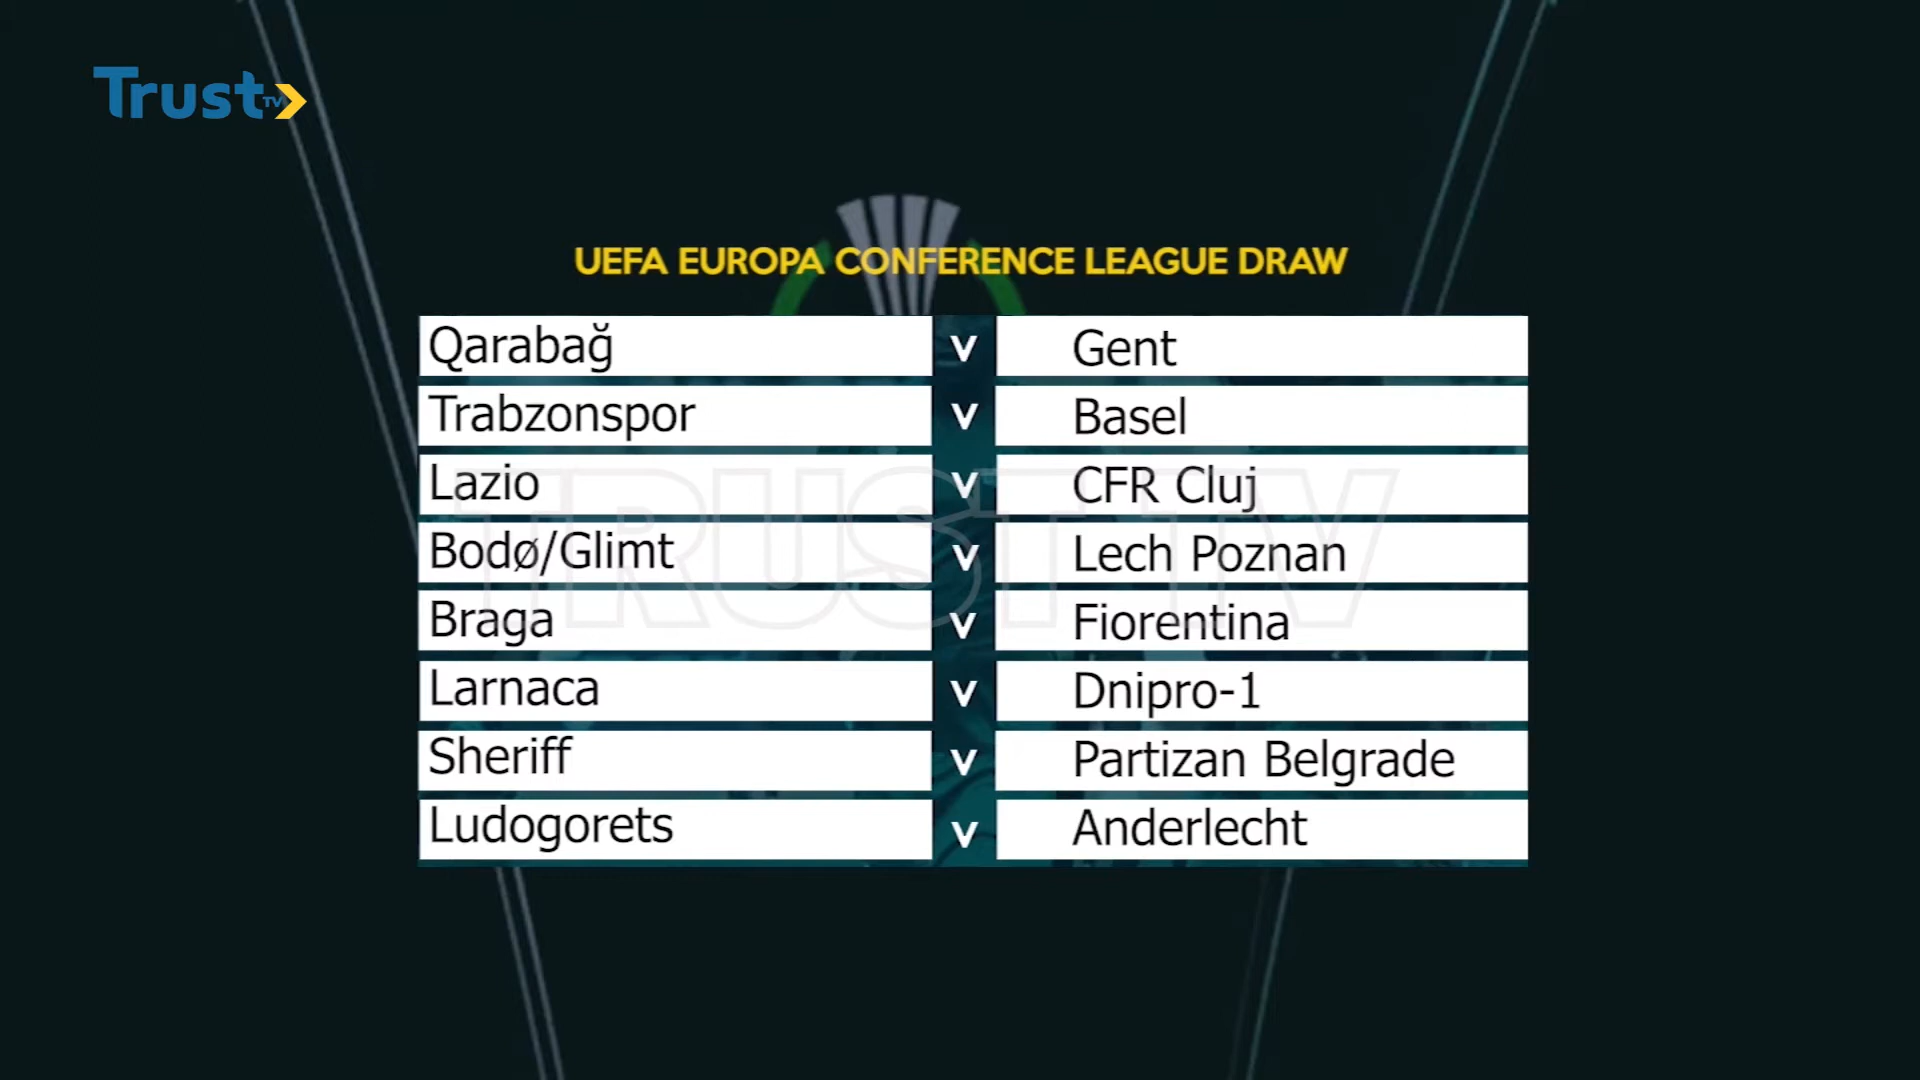 Trust TV
UEFA EUROPA CONFERENCE LEAGUE DRAW
Qarabağ v Gent
Trabzonspor v Basel
Lazio v CFR Cluj
Bodø/Glimt v Lech Poznan
Braga v Fiorentina
Larnaca v Dnipro-1
Sheriff v Partizan Belgrade
Ludogorets v Anderlecht
TRUST TV